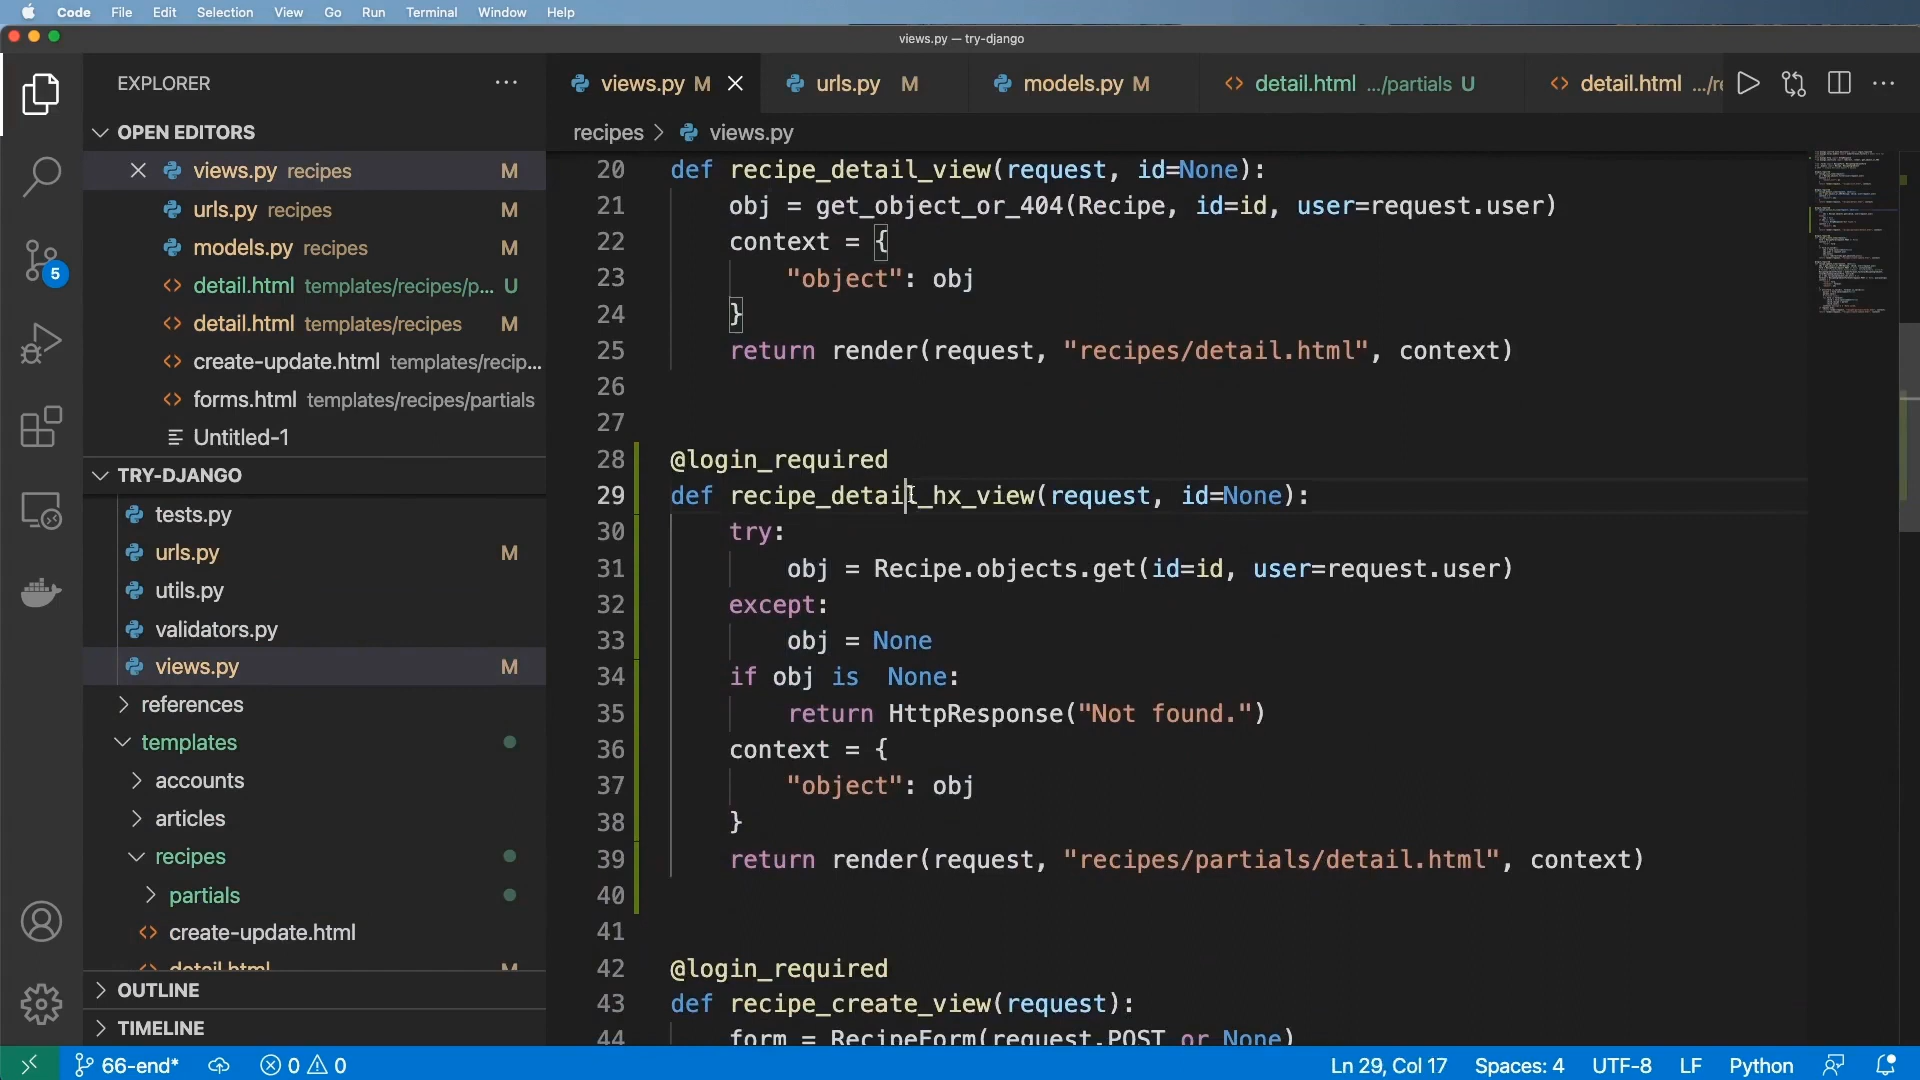 Code File Edit Selection View Go Run Terminal Window Help
views.py — try-django
EXPLORER
views.py M
urls.py M
models.py M
detail.html .../partials U
detail.html .../re
OPEN EDITORS
recipes > views.py
views.py recipes M
urls.py recipes M
models.py recipes M
detail.html templates/recipes/p... U
detail.html templates/recipes M
create-update.html templates/recip...
forms.html templates/recipes/partials
Untitled-1
TRY-DJANGO
tests.py
urls.py M
utils.py
validators.py
views.py M
references
templates
accounts
articles
recipes
partials
create-update.html
detail.html M
OUTLINE
TIMELINE
5
20 def recipe_detail_view(request, id=None):
21 obj = get_object_or_404(Recipe, id=id, user=request.user)
22 context = {
23 "object": obj
24 }
25 return render(request, "recipes/detail.html", context)
26
27
28 @login_required
29 def recipe_detail_hx_view(request, id=None):
30 try:
31 obj = Recipe.objects.get(id=id, user=request.user)
32 except:
33 obj = None
34 if obj is  None:
35 return HttpResponse("Not found.")
36 context = {
37 "object": obj
38 }
39 return render(request, "recipes/partials/detail.html", context)
40
41
42 @login_required
43 def recipe_create_view(request):
44 form = RecipeForm(request.POST or None)
66-end* 0 0 Ln 29, Col 17 Spaces: 4 UTF-8 LF Python